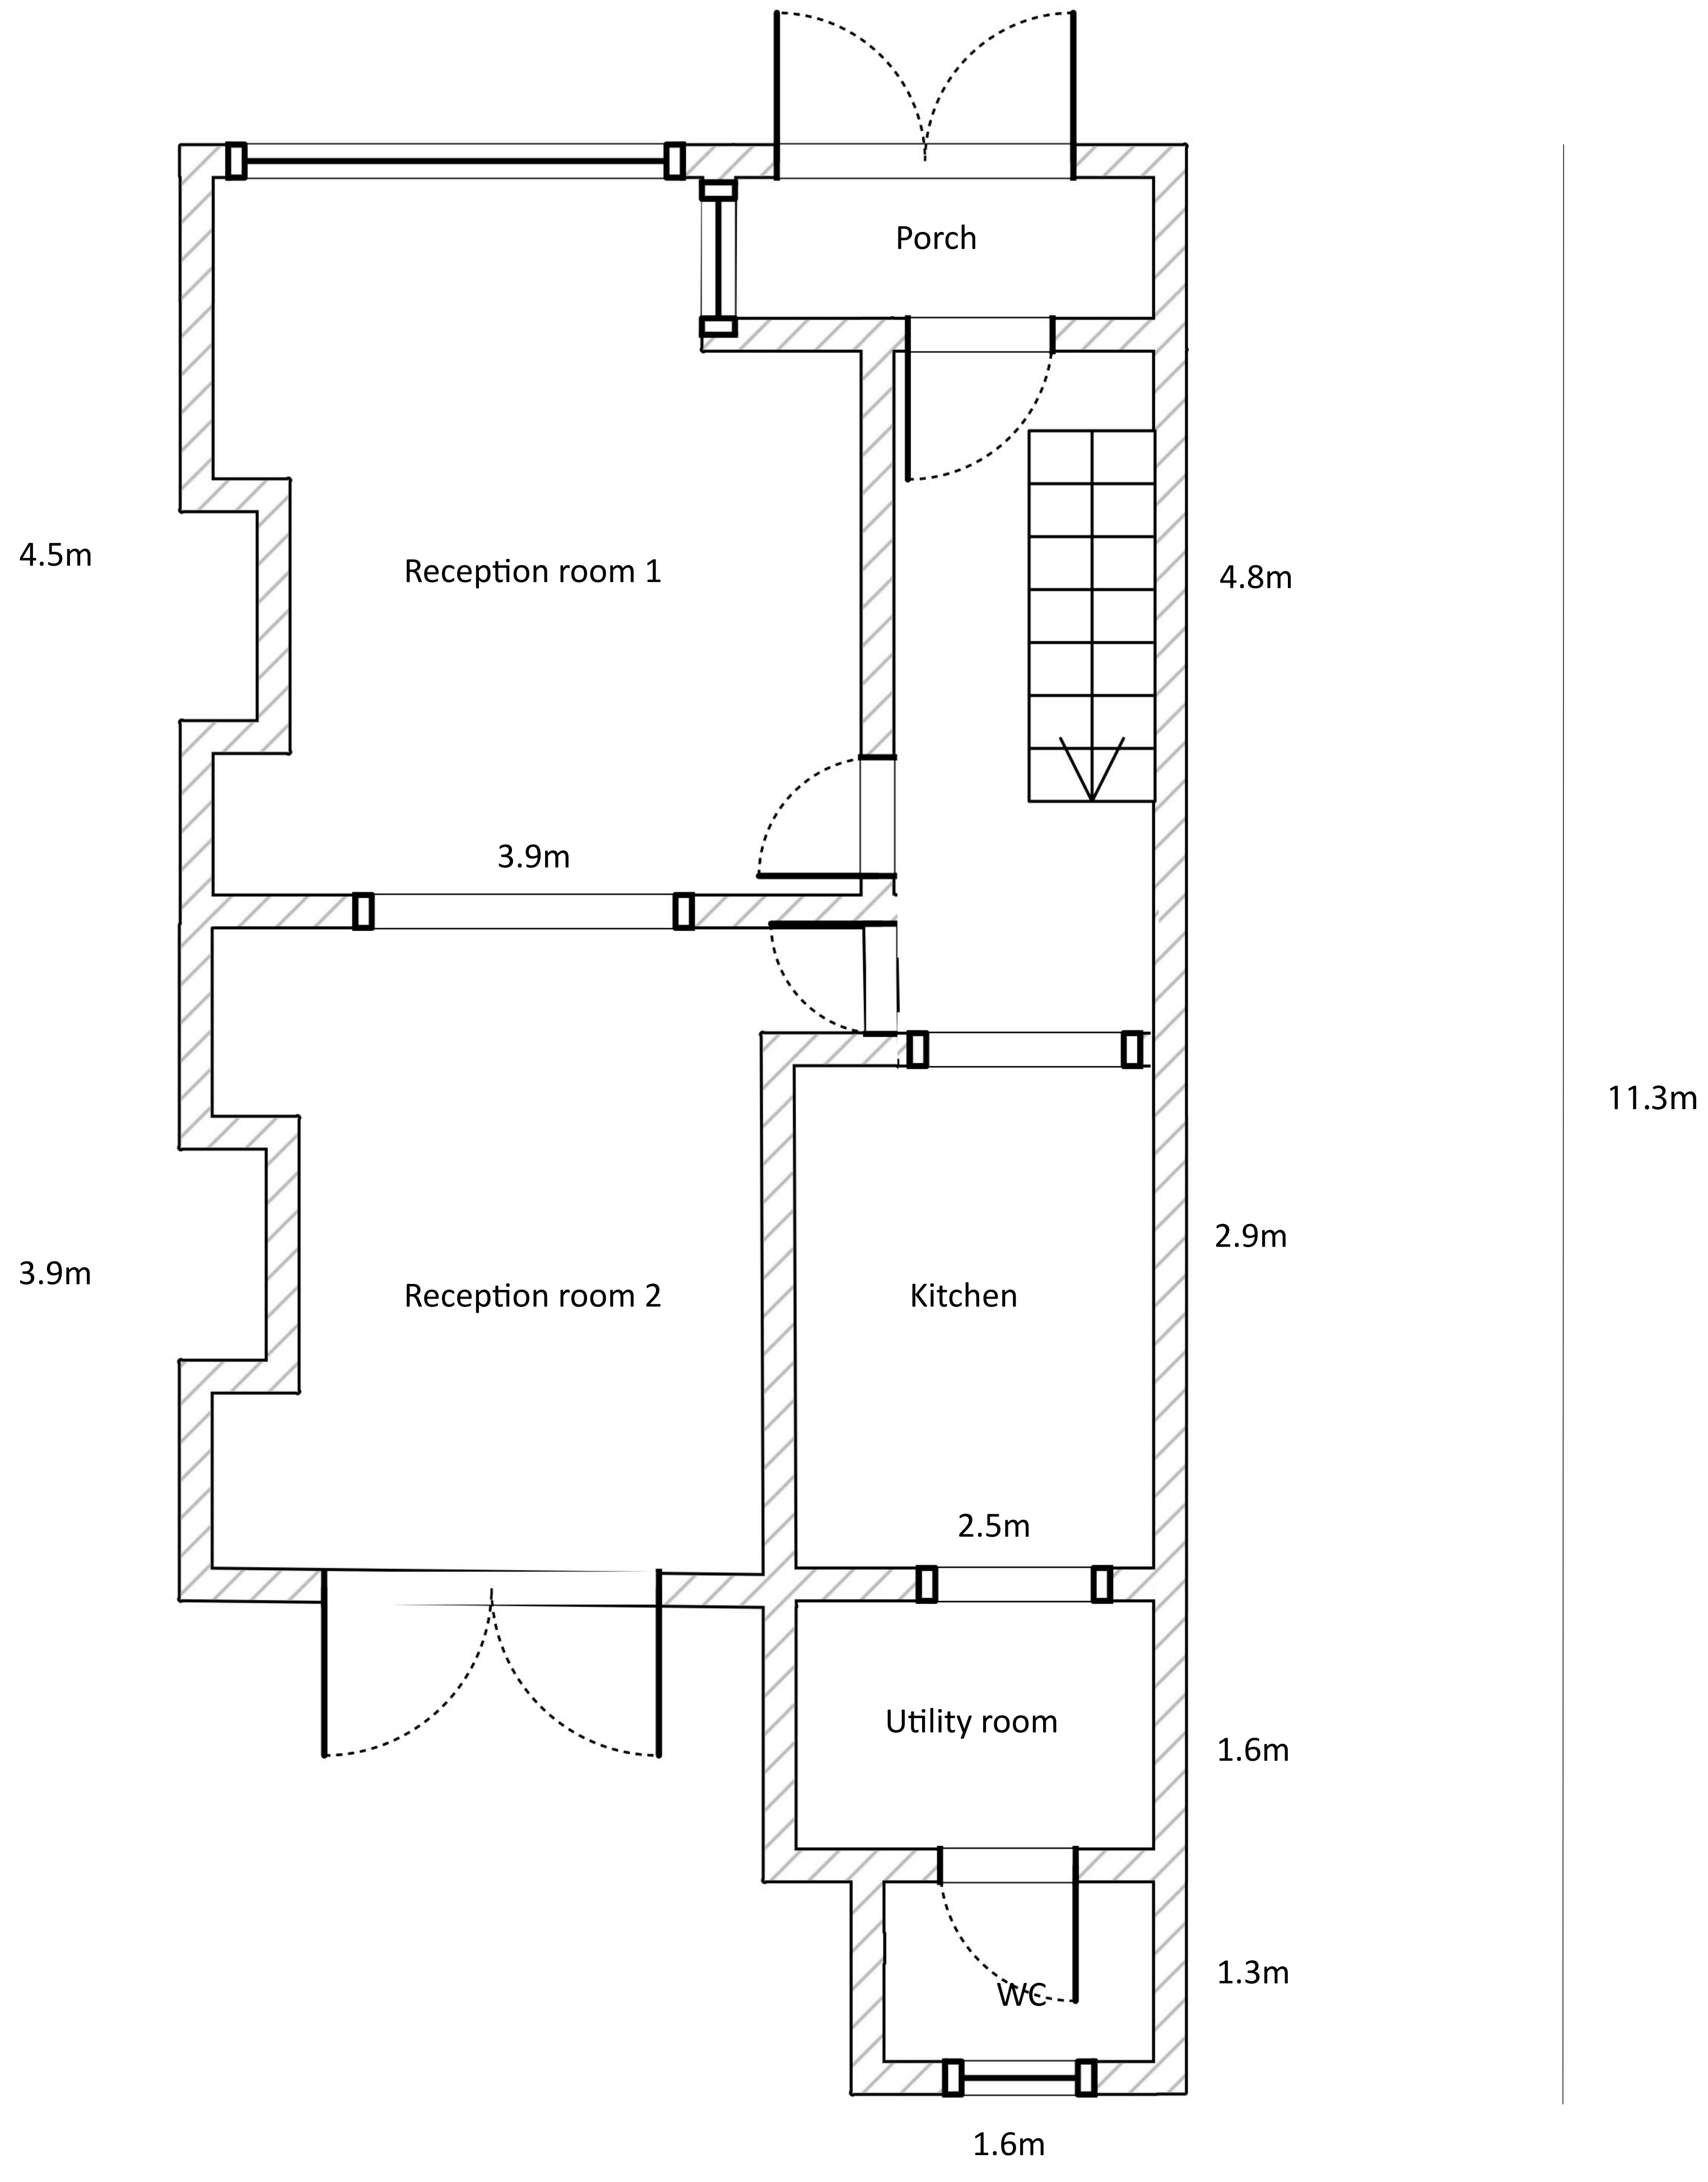 Porch
4.5m
Reception room 1
4.8m
3.9m
11.3m
2.9m
3.9m
Reception room 2
Kitchen
2.5m
Utility room
1.6m
1.3m
WC
1.6m